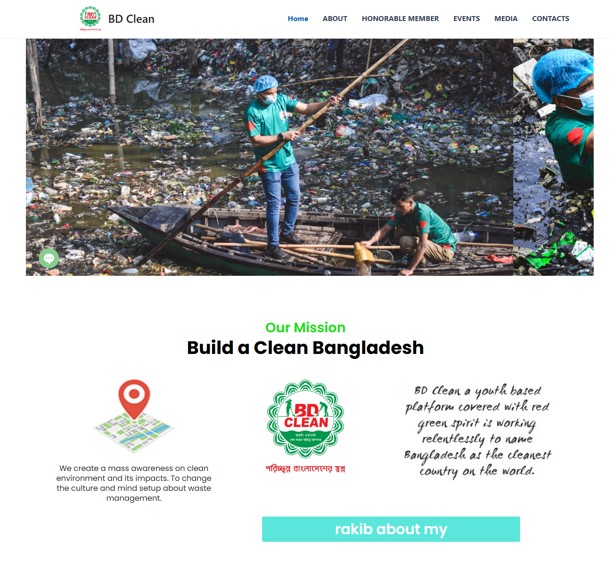 BD Clean
Home ABOUT HONORABLE MEMBER EVENTS MEDIA CONTACTS
Our Mission
Build a Clean Bangladesh
We create a mass awareness on clean
environment and its impacts. To change
the culture and mind setup about waste
management.
BD
CLEAN
পরিচ্ছন্ন বাংলাদেশের স্বপ্ন
BD Clean a youth based
platform covered with red
green spirit is working
relentlessly to name
Bangladesh as the cleanest
country on the world.
rakib about my